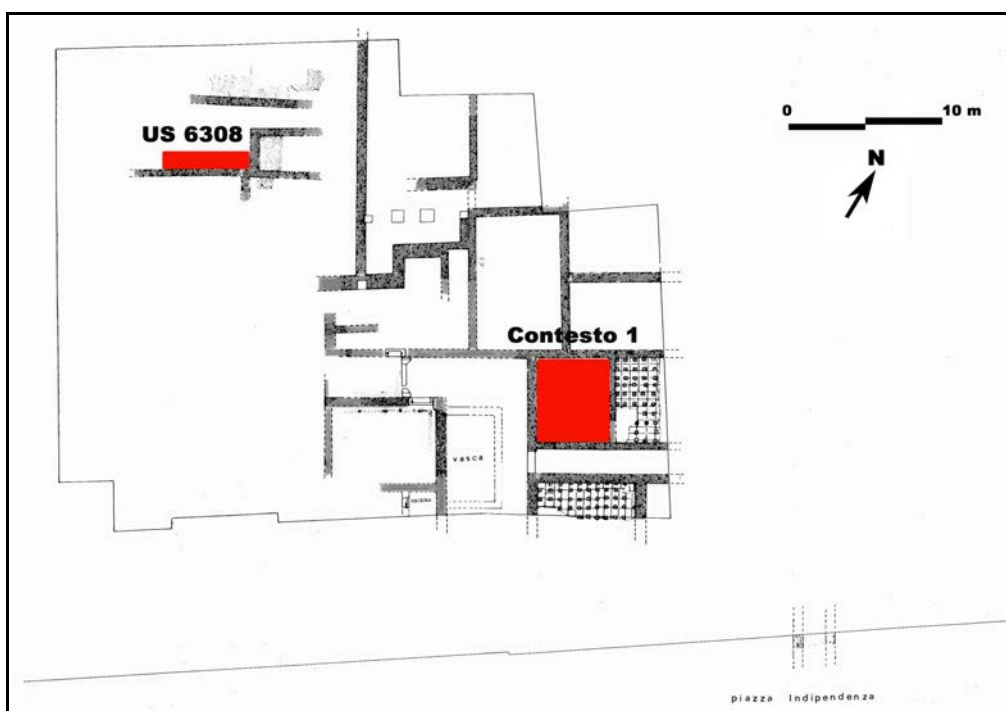 US 6308
0 10 m
N
Contesto 1
vasca
piazza Indipendenza